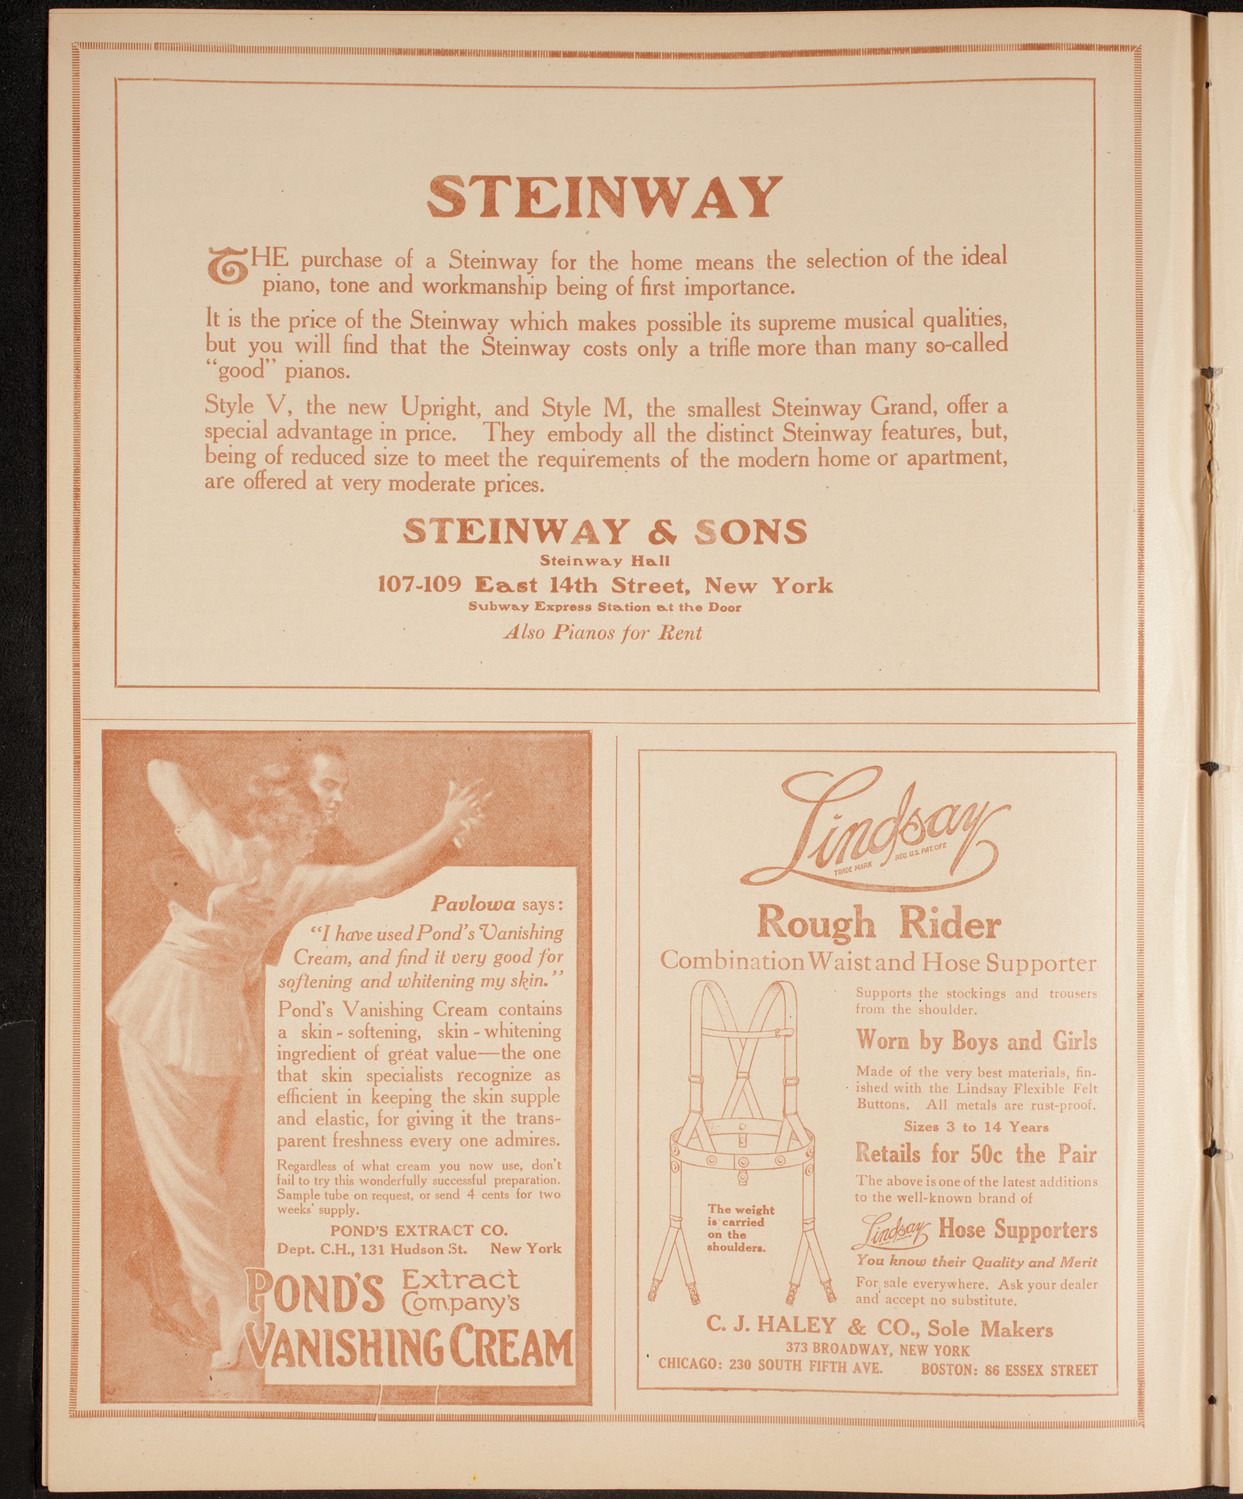 STEINWAY
THE purchase of a Steinway for the home means the selection of the ideal
piano, tone and workmanship being of first importance.
It is the price of the Steinway which makes possible its supreme musical qualities,
but you will find that the Steinway costs only a trifle more than many so-called
“good” pianos.
Style V, the new Upright, and Style M, the smallest Steinway Grand, offer a
special advantage in price. They embody all the distinct Steinway features, but,
being of reduced size to meet the requirements of the modern home or apartment,
are offered at very moderate prices.
STEINWAY & SONS
Steinway Hall
107-109 East 14th Street, New York
Subway Express Station at the Door
Also Pianos for Rent
Pavlowa says:
“I have used Pond's Vanishing
Cream, and find it very good for
softening and whitening my skin.”
Pond's Vanishing Cream contains
a skin-softening, skin-whitening
ingredient of great value—the one
that skin specialists recognize as
efficient in keeping the skin supple
and elastic, for giving it the trans-
parent freshness every one admires.
Regardless of what cream you now use, don't
fail to try this wonderfully successful preparation.
Sample tube on request, or send 4 cents for two
weeks' supply.
POND'S EXTRACT CO.
Dept. C.H., 131 Hudson St. New York
POND'S Extract
Company's
VANISHING CREAM
Lindsay
TRADE MARK REG. U.S. PAT. OFF.
Rough Rider
Combination Waist and Hose Supporter
Supports the stockings and trousers
from the shoulder.
Worn by Boys and Girls
Made of the very best materials, fin-
ished with the Lindsay Flexible Felt
Buttons. All metals are rust-proof.
Sizes 3 to 14 Years
Retails for 50c the Pair
The above is one of the latest additions
to the well-known brand of
Lindsay Hose Supporters
You know their Quality and Merit
For sale everywhere. Ask your dealer
and accept no substitute.
The weight
is carried
on the
shoulders.
C. J. HALEY & CO., Sole Makers
373 BROADWAY, NEW YORK
CHICAGO: 230 SOUTH FIFTH AVE. BOSTON: 86 ESSEX STREET